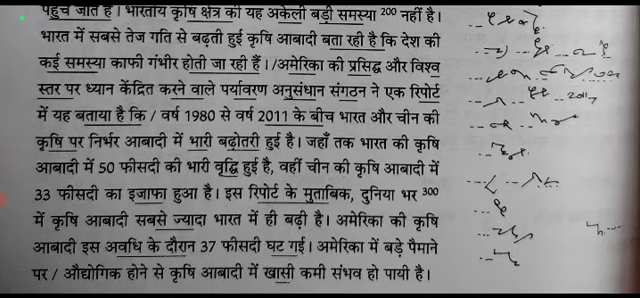 पहुंच जाते हैं। भारतीय कृषि क्षेत्र की यह अकेली बड़ी समस्या 200 नहीं है।
भारत में सबसे तेज गति से बढ़ती हुई कृषि आबादी बता रही है कि देश की
कई समस्या काफी गंभीर होती जा रही हैं। /अमेरिका की प्रसिद्ध और विश्व
स्तर पर ध्यान केंद्रित करने वाले पर्यावरण अनुसंधान संगठन ने एक रिपोर्ट
में यह बताया है कि / वर्ष 1980 से वर्ष 2011 के बीच भारत और चीन की
कृषि पर निर्भर आबादी में भारी बढ़ोतरी हुई है। जहाँ तक भारत की कृषि
आबादी में 50 फीसदी की भारी वृद्धि हुई है, वहीं चीन की कृषि आबादी में
33 फीसदी का इजाफा हुआ है। इस रिपोर्ट के मुताबिक, दुनिया भर 300
में कृषि आबादी सबसे ज्यादा भारत में ही बढ़ी है। अमेरिका की कृषि
आबादी इस अवधि के दौरान 37 फीसदी घट गई। अमेरिका में बड़े पैमाने
पर / औद्योगिक होने से कृषि आबादी में खासी कमी संभव हो पायी है।
2011